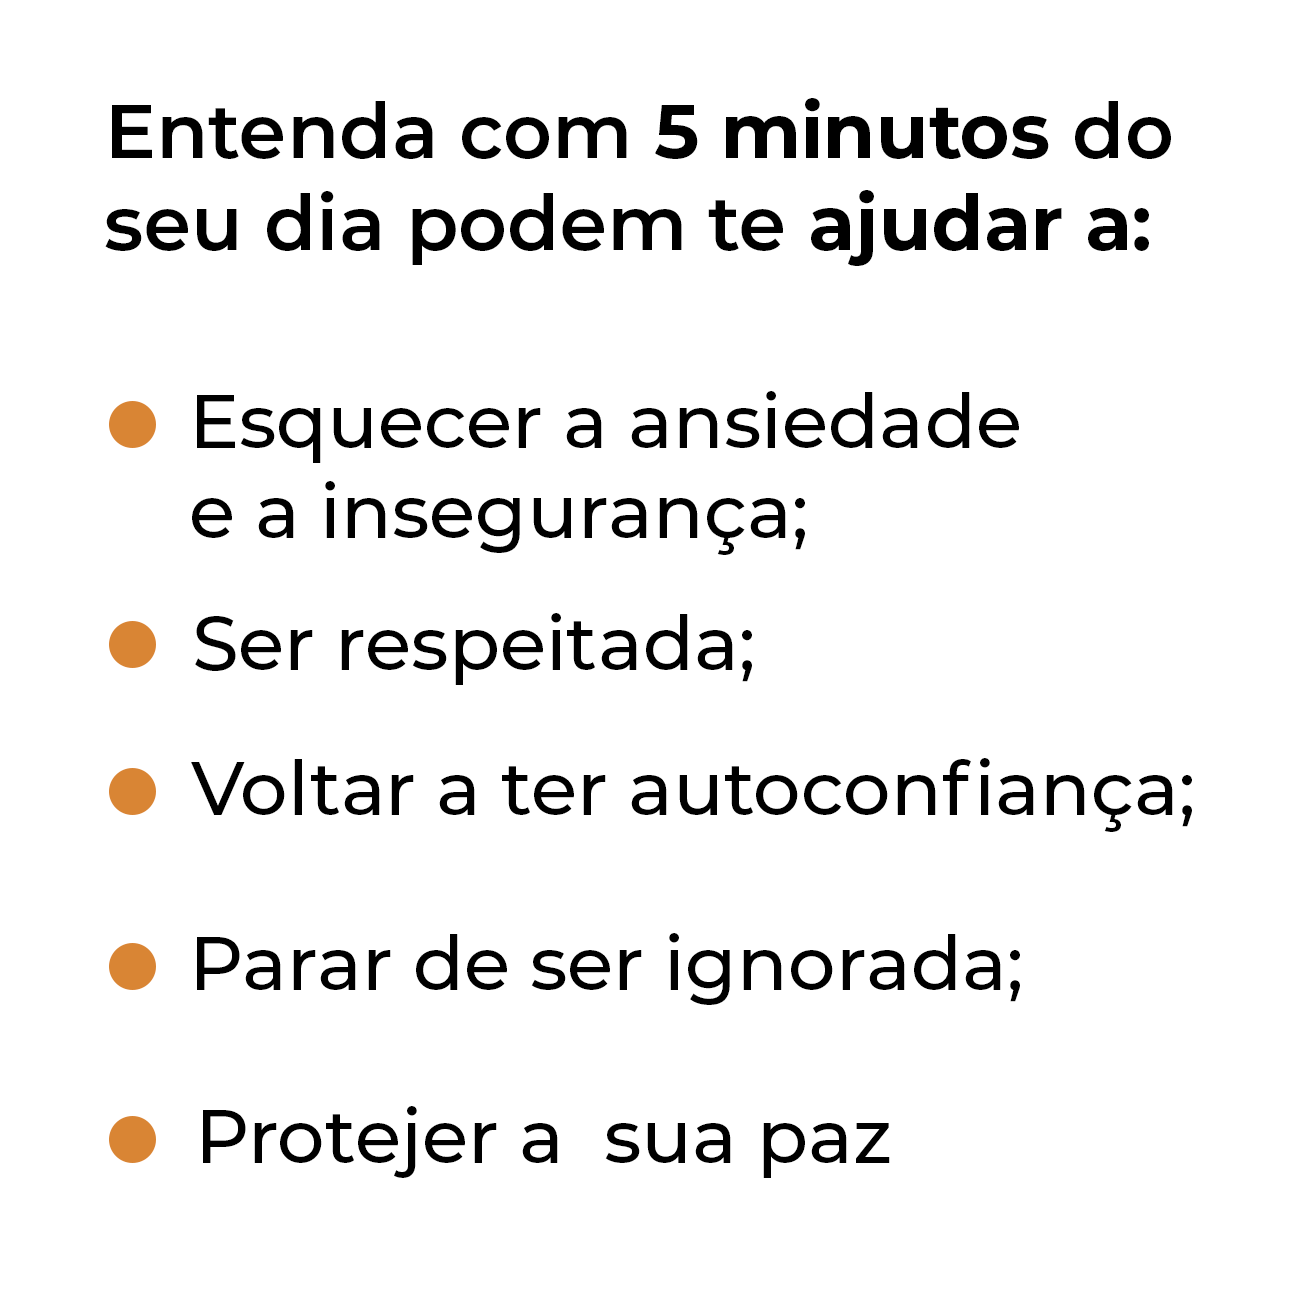 Entenda com 5 minutos do
seu dia podem te ajudar a:
Esquecer a ansiedade
e a insegurança;
Ser respeitada;
Voltar a ter autoconfiança;
Parar de ser ignorada;
Protejer a  sua paz